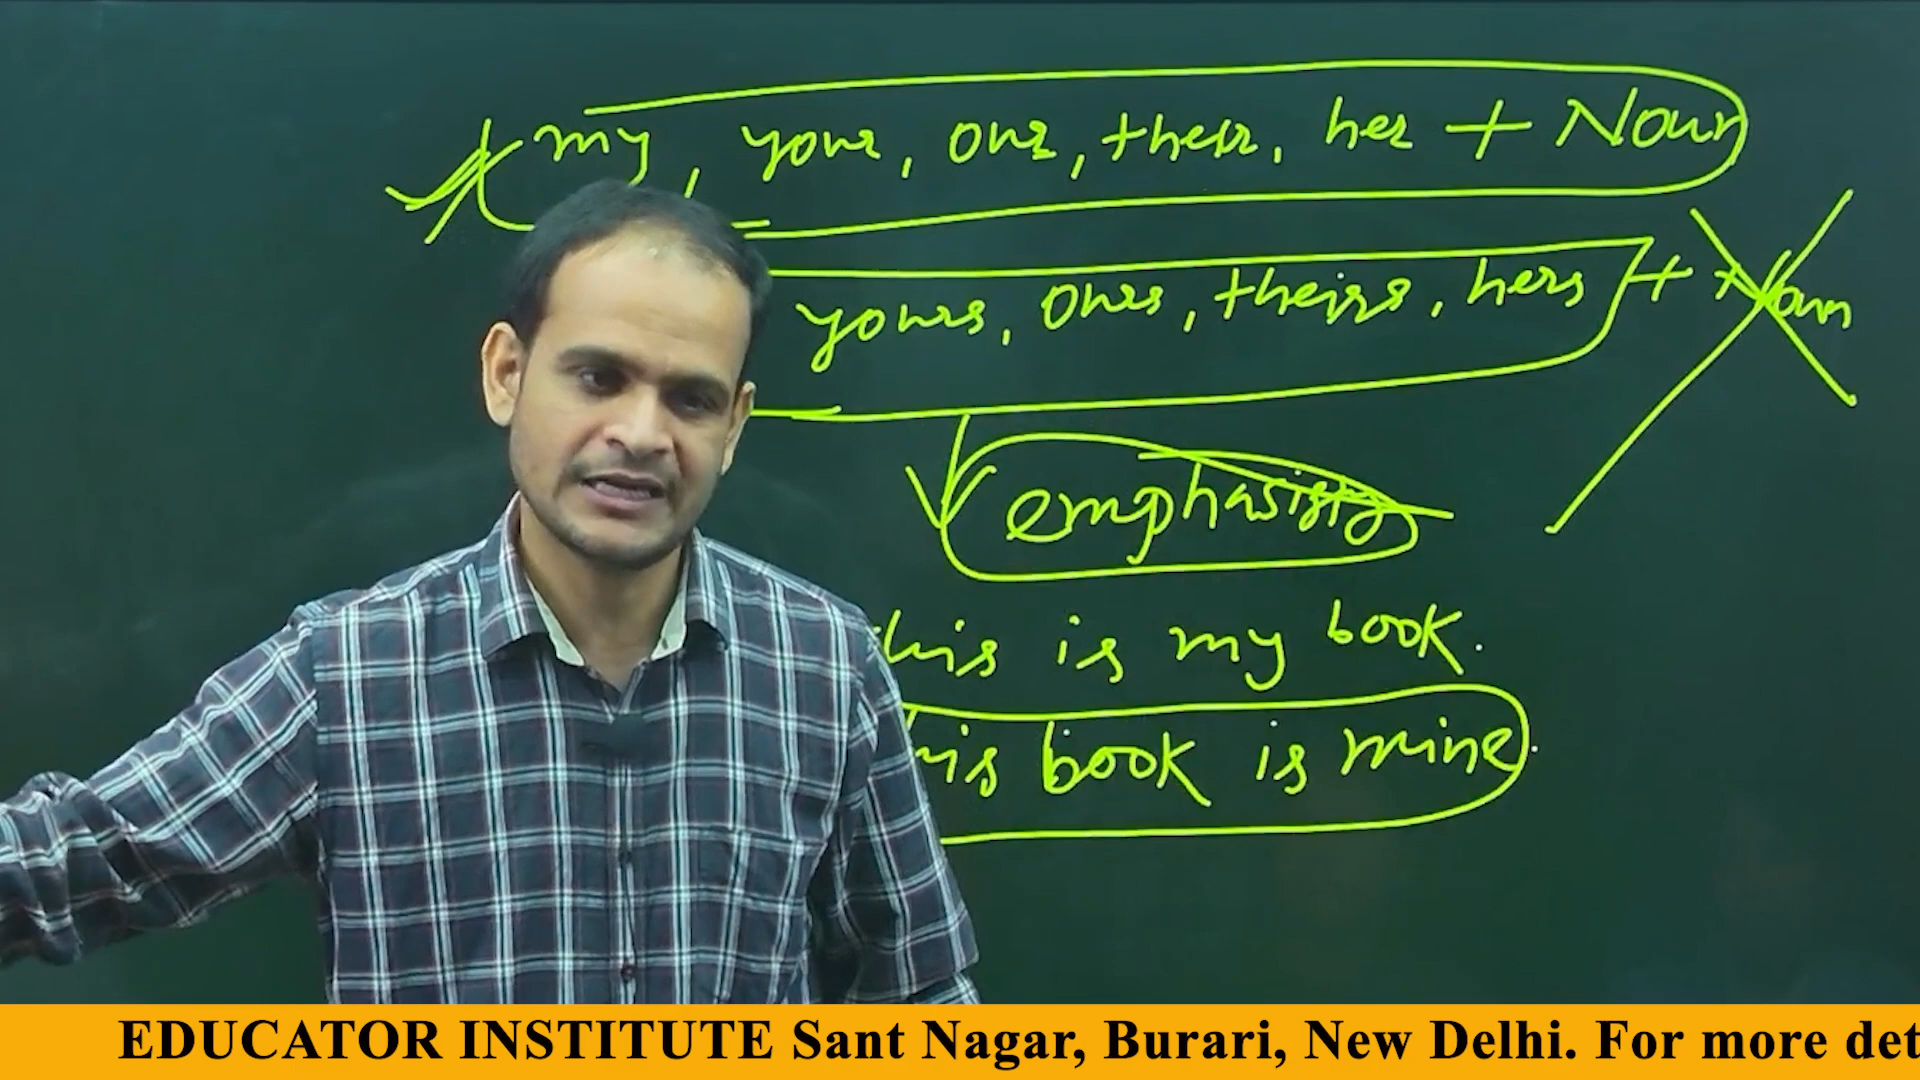 my, your, our, their, her + Noun
yours, ours, theirs, hers + + Noun
emphasis
this is my book.
his book is mine.
EDUCATOR INSTITUTE Sant Nagar, Burari, New Delhi. For more det